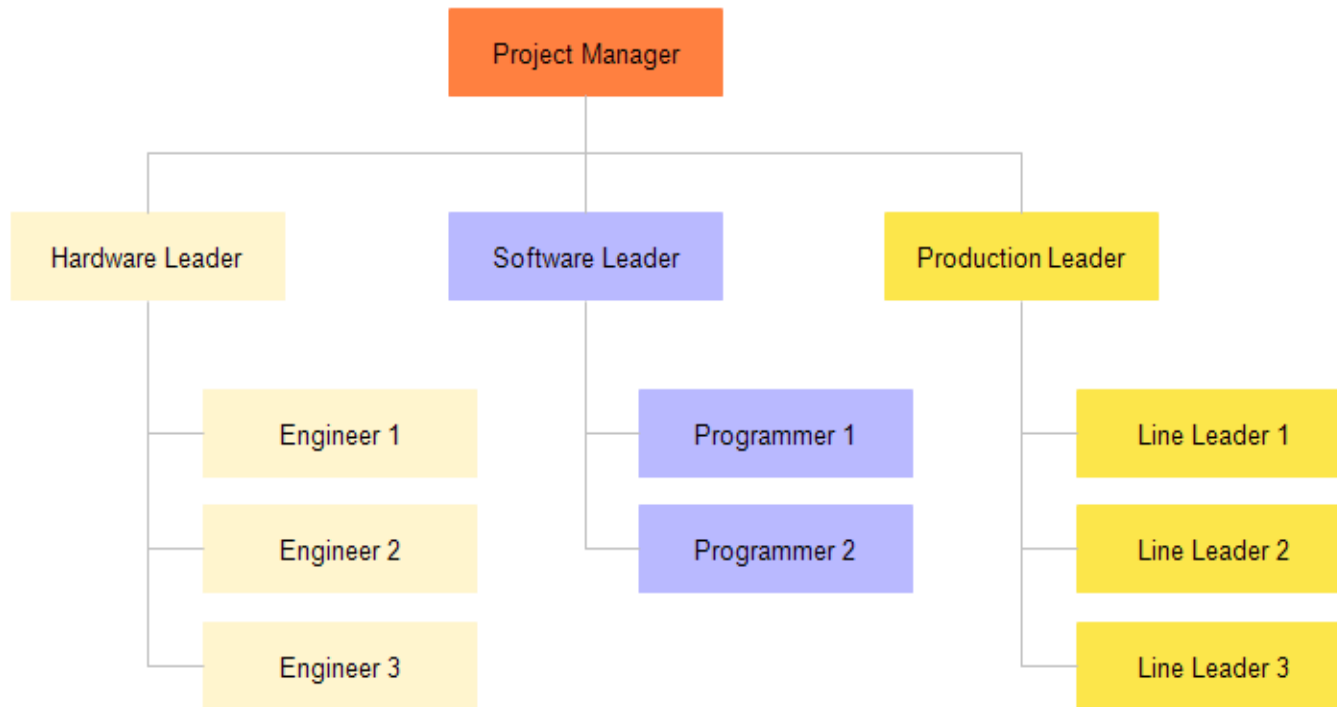 Project Manager
Hardware Leader
Software Leader
Production Leader
Engineer 1
Programmer 1
Line Leader 1
Engineer 2
Programmer 2
Line Leader 2
Engineer 3
Line Leader 3